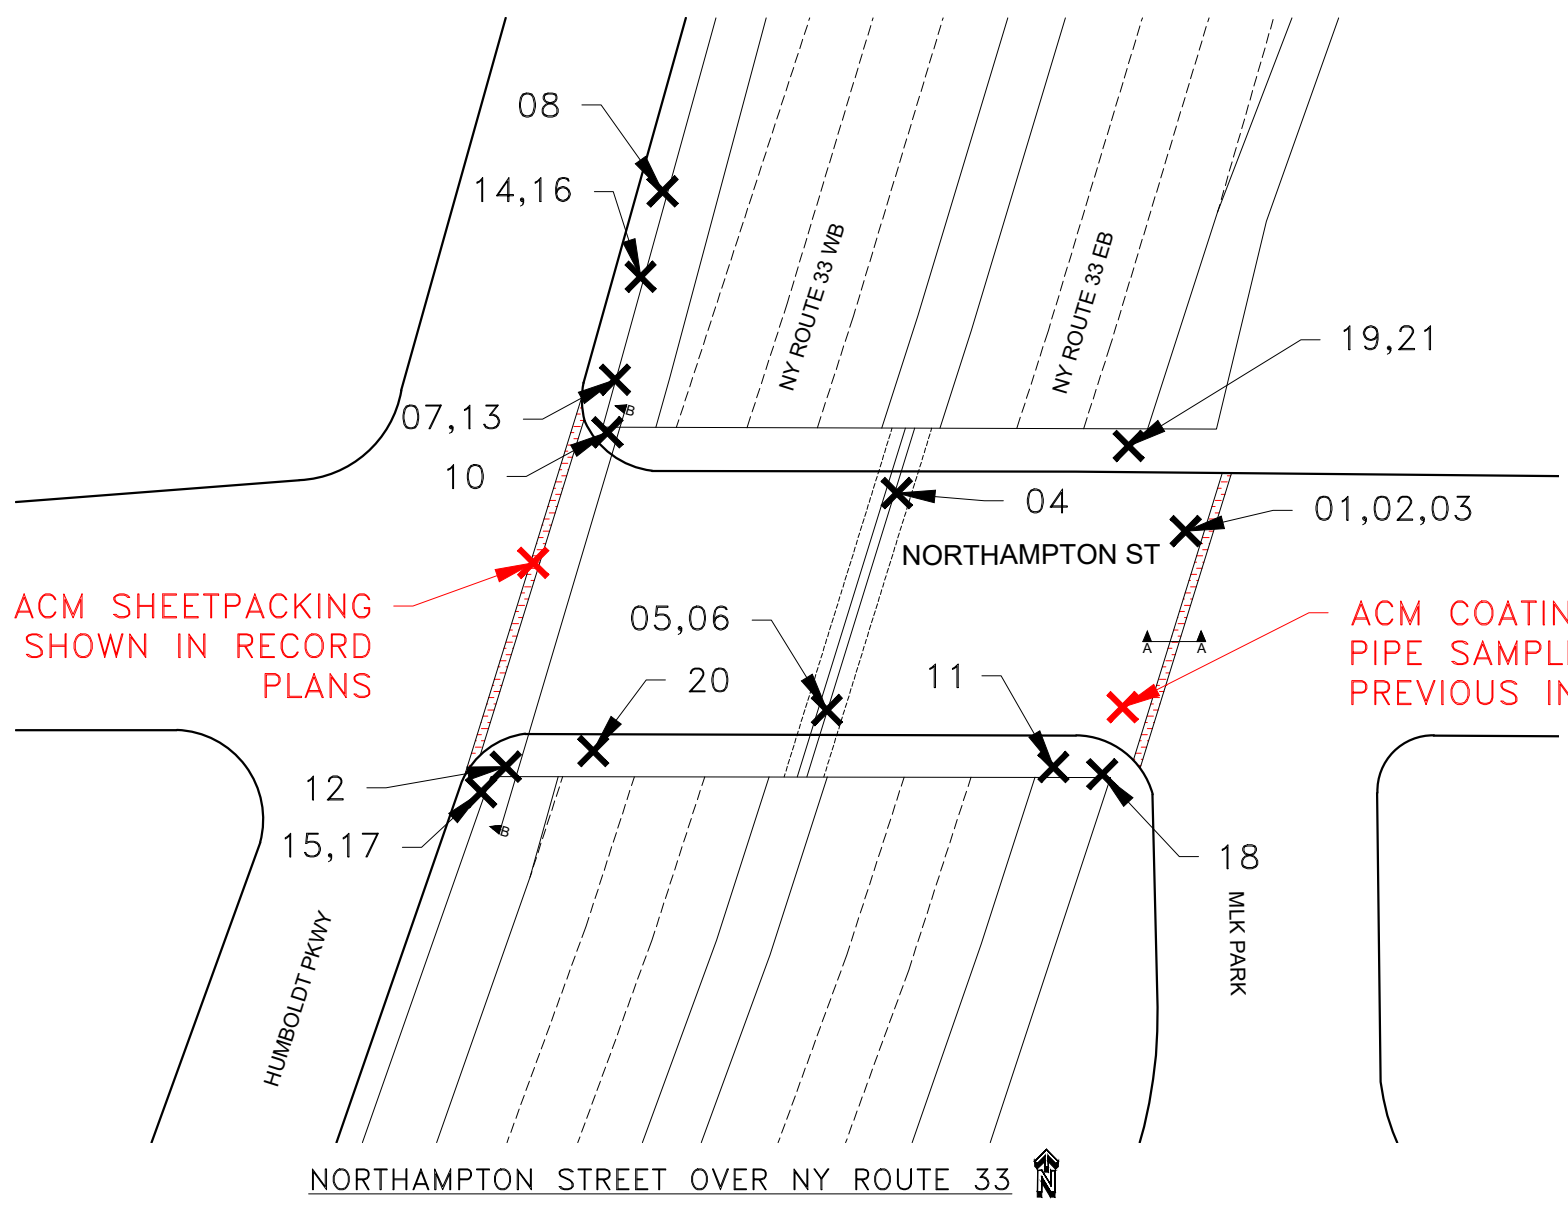 08
14,16
NY ROUTE 33 WB
NY ROUTE 33 EB
19,21
07,13
B
10
04
01,02,03
NORTHAMPTON ST
ACM SHEETPACKING
SHOWN IN RECORD
PLANS
05,06
20
11
A A
ACM COATIN
PIPE SAMPL
PREVIOUS IN
12
15,17
B
18
MLK PARK
HUMBOLDT PKWY
NORTHAMPTON STREET OVER NY ROUTE 33
N